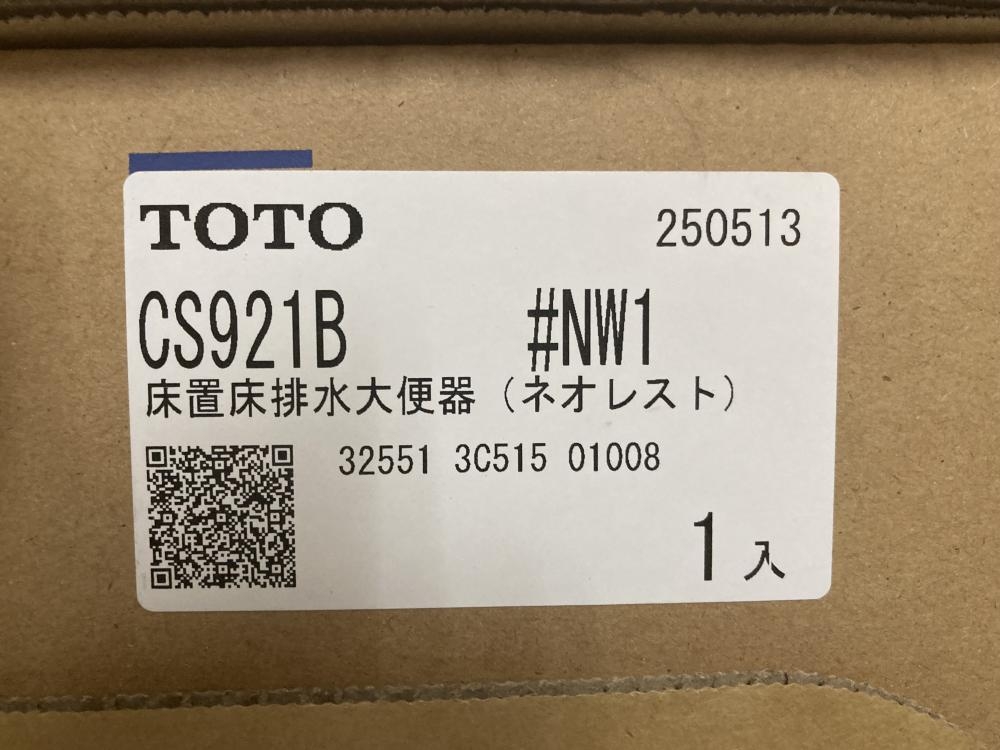 TOTO 250513
CS921B #NW1
床置床排水大便器（ネオレスト）
32551 3C515 01008
1入